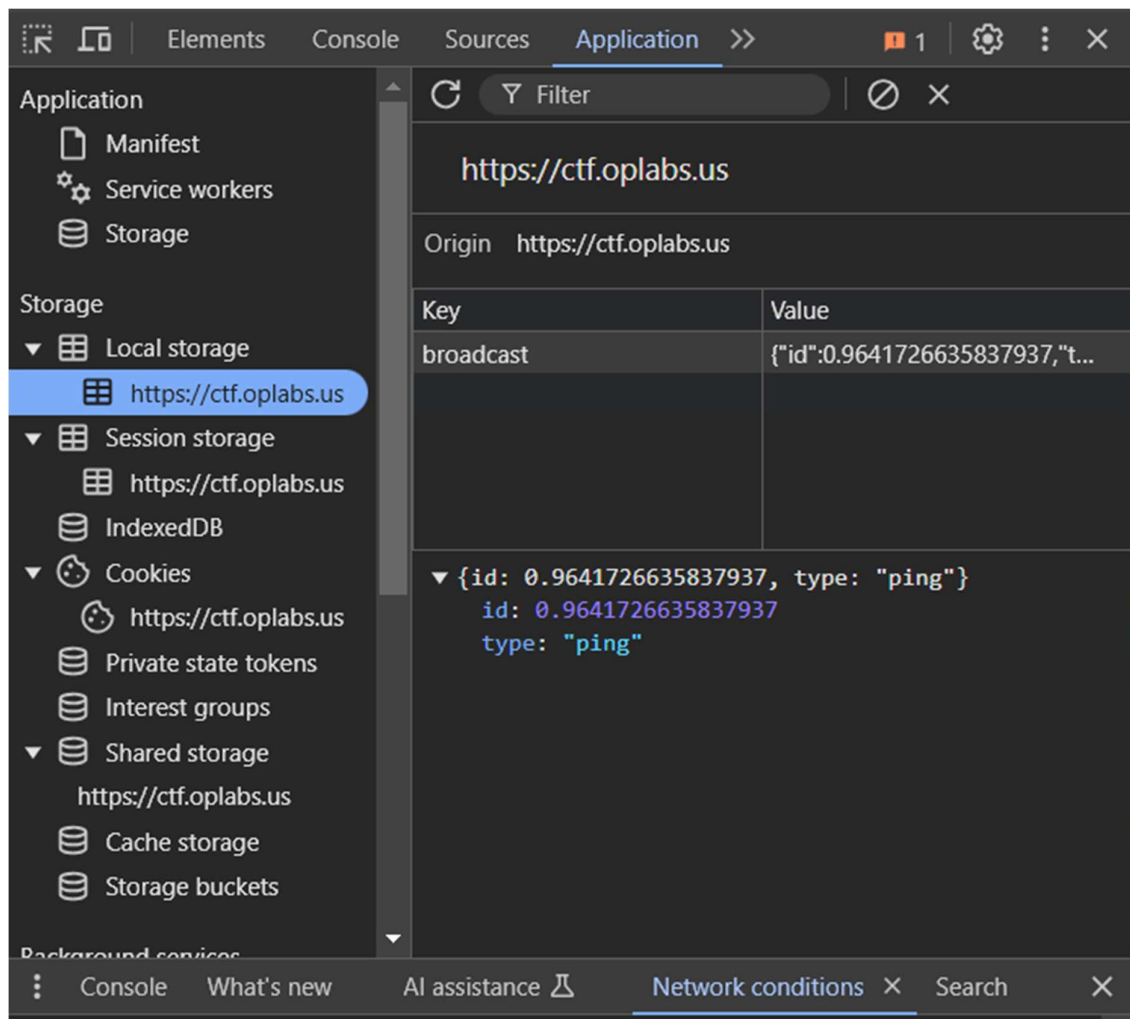 Elements Console Sources Application >> 1
Application
Manifest
Service workers
Storage
Storage
Local storage
https://ctf.oplabs.us
Session storage
https://ctf.oplabs.us
IndexedDB
Cookies
https://ctf.oplabs.us
Private state tokens
Interest groups
Shared storage
https://ctf.oplabs.us
Cache storage
Storage buckets
Background services
Filter
https://ctf.oplabs.us
Origin https://ctf.oplabs.us
Key Value
broadcast {"id":0.9641726635837937,"t...
{id: 0.9641726635837937, type: "ping"}
id: 0.9641726635837937
type: "ping"
Console What's new AI assistance Network conditions × Search